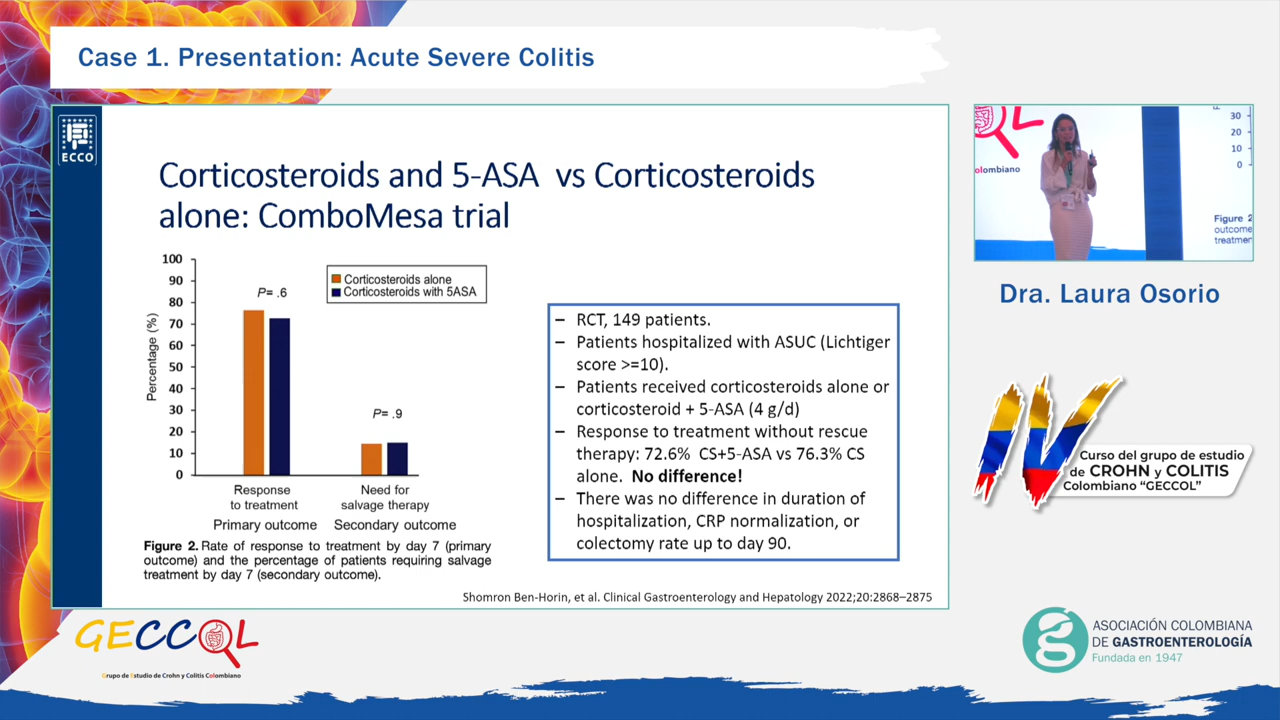 Case 1. Presentation: Acute Severe Colitis
ECCO
Corticosteroids and 5-ASA vs Corticosteroids
alone: ComboMesa trial
100
90
80
70
60
50
40
30
20
10
0
Percentage (%)
Corticosteroids alone
Corticosteroids with 5ASA
P= .6
P= .9
Response
to treatment
Need for
salvage therapy
Primary outcome
Secondary outcome
Figure 2. Rate of response to treatment by day 7 (primary
outcome) and the percentage of patients requiring salvage
treatment by day 7 (secondary outcome).
– RCT, 149 patients.
– Patients hospitalized with ASUC (Lichtiger
score >=10).
– Patients received corticosteroids alone or
corticosteroid + 5-ASA (4 g/d)
– Response to treatment without rescue
therapy: 72.6% CS+5-ASA vs 76.3% CS
alone. No difference!
– There was no difference in duration of
hospitalization, CRP normalization, or
colectomy rate up to day 90.
Shomron Ben-Horin, et al. Clinical Gastroenterology and Hepatology 2022;20:2868–2875
olombiano
30
20
10
0
Figure 2
outcome
treatmer
Dra. Laura Osorio
IV
Curso del grupo de estudio
de CROHN y COLITIS
Colombiano "GECCOL"
GECCOL
Grupo de Estudio de Crohn y Colitis Colombiano
ASOCIACIÓN COLOMBIANA
DE GASTROENTEROLOGÍA
Fundada en 1947